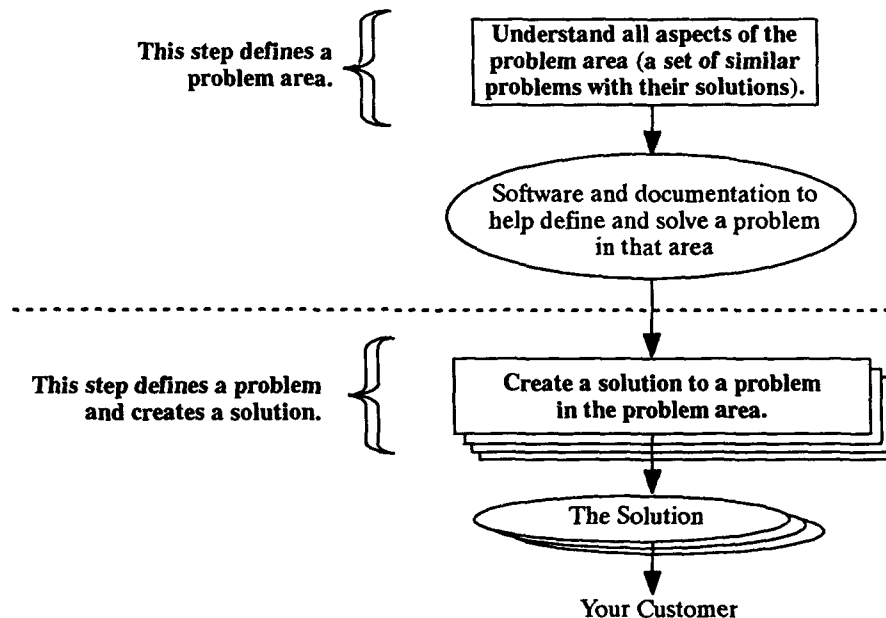 This step defines a
problem area.
Understand all aspects of the
problem area (a set of similar
problems with their solutions).
Software and documentation to
help define and solve a problem
in that area
This step defines a problem
and creates a solution.
Create a solution to a problem
in the problem area.
The Solution
Your Customer